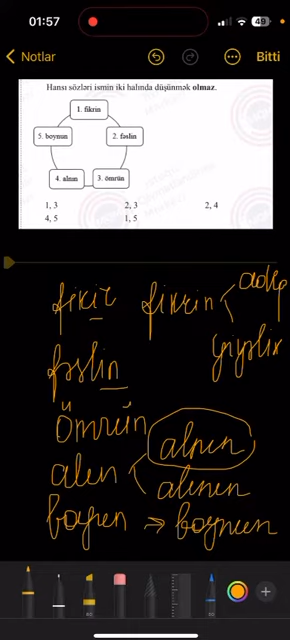 01:57
49
Notlar
Bitti
Hansı sözləri ismin iki halında düşünmək olmaz.
1. fikrin
5. boynun
2. fəslin
4. alnın
3. ömrün
1, 3
2, 3
2, 4
4, 5
1, 5
fikir fikrin
yiyəlik
fəslin
Ömrün
alnın
alın
alının
boyun => boynun